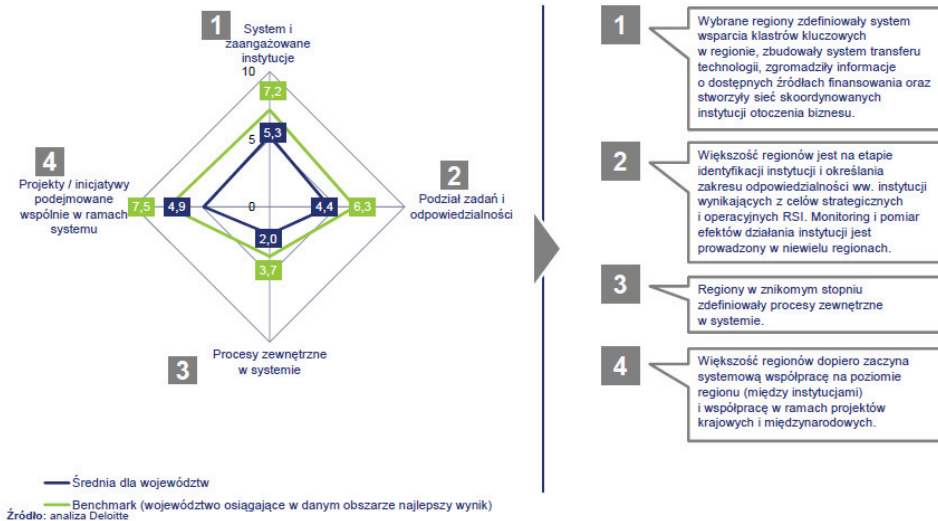 1
System i
zaangażowane
instytucje
10
7,2
5,3
5
4
Projekty / inicjatywy
podejmowane
wspólnie w ramach
systemu
7,5
4,9
0
4,4
6,3
2
Podział zadań i
odpowiedzialności
2,0
3,7
3
Procesy zewnętrzne
w systemie
Średnia dla województw
Benchmark (województwo osiągające w danym obszarze najlepszy wynik)
Źródło: analiza Deloitte
1
Wybrane regiony zdefiniowały system
wsparcia klastrów kluczowych
w regionie, zbudowały system transferu
technologii, zgromadziły informacje
o dostępnych źródłach finansowania oraz
stworzyły sieć skoordynowanych
instytucji otoczenia biznesu.
2
Większość regionów jest na etapie
identyfikacji instytucji i określania
zakresu odpowiedzialności ww. instytucji
wynikających z celów strategicznych
i operacyjnych RSI. Monitoring i pomiar
efektów działania instytucji jest
prowadzony w niewielu regionach.
3
Regiony w znikomym stopniu
zdefiniowały procesy zewnętrzne
w systemie.
4
Większość regionów dopiero zaczyna
systemową współpracę na poziomie
regionu (między instytucjami)
i współpracę w ramach projektów
krajowych i międzynarodowych.